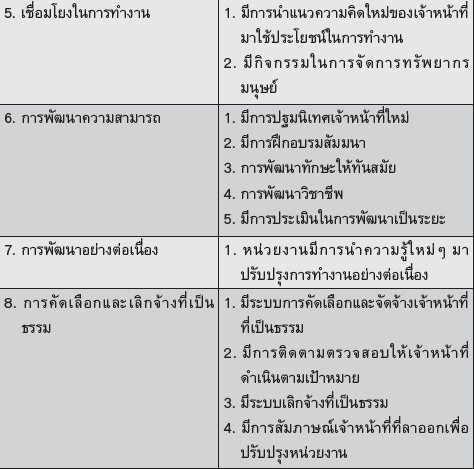 5. เชื่อมโยงในการทำงาน
1. มีการนำแนวความคิดใหม่ของเจ้าหน้าที่
มาใช้ประโยชน์ในการทำงาน
2. มีกิจกรรมในการจัดการทรัพยากร
มนุษย์
6. การพัฒนาความสามารถ
1. มีการปฐมนิเทศเจ้าหน้าที่ใหม่
2. มีการฝึกอบรมสัมมนา
3. การพัฒนาทักษะให้ทันสมัย
4. การพัฒนาวิชาชีพ
5. มีการประเมินในการพัฒนาเป็นระยะ
7. การพัฒนาอย่างต่อเนื่อง
1. หน่วยงานมีการนำความรู้ใหม่ๆ มา
ปรับปรุงการทำงานอย่างต่อเนื่อง
8. การคัดเลือกและเลิกจ้างที่เป็น
ธรรม
1. มีระบบการคัดเลือกและจัดจ้างเจ้าหน้าที่
ที่เป็นธรรม
2. มีการติดตามตรวจสอบให้เจ้าหน้าที่
ดำเนินตามเป้าหมาย
3. มีระบบเลิกจ้างที่เป็นธรรม
4. มีการสัมภาษณ์เจ้าหน้าที่ที่ลาออกเพื่อ
ปรับปรุงหน่วยงาน